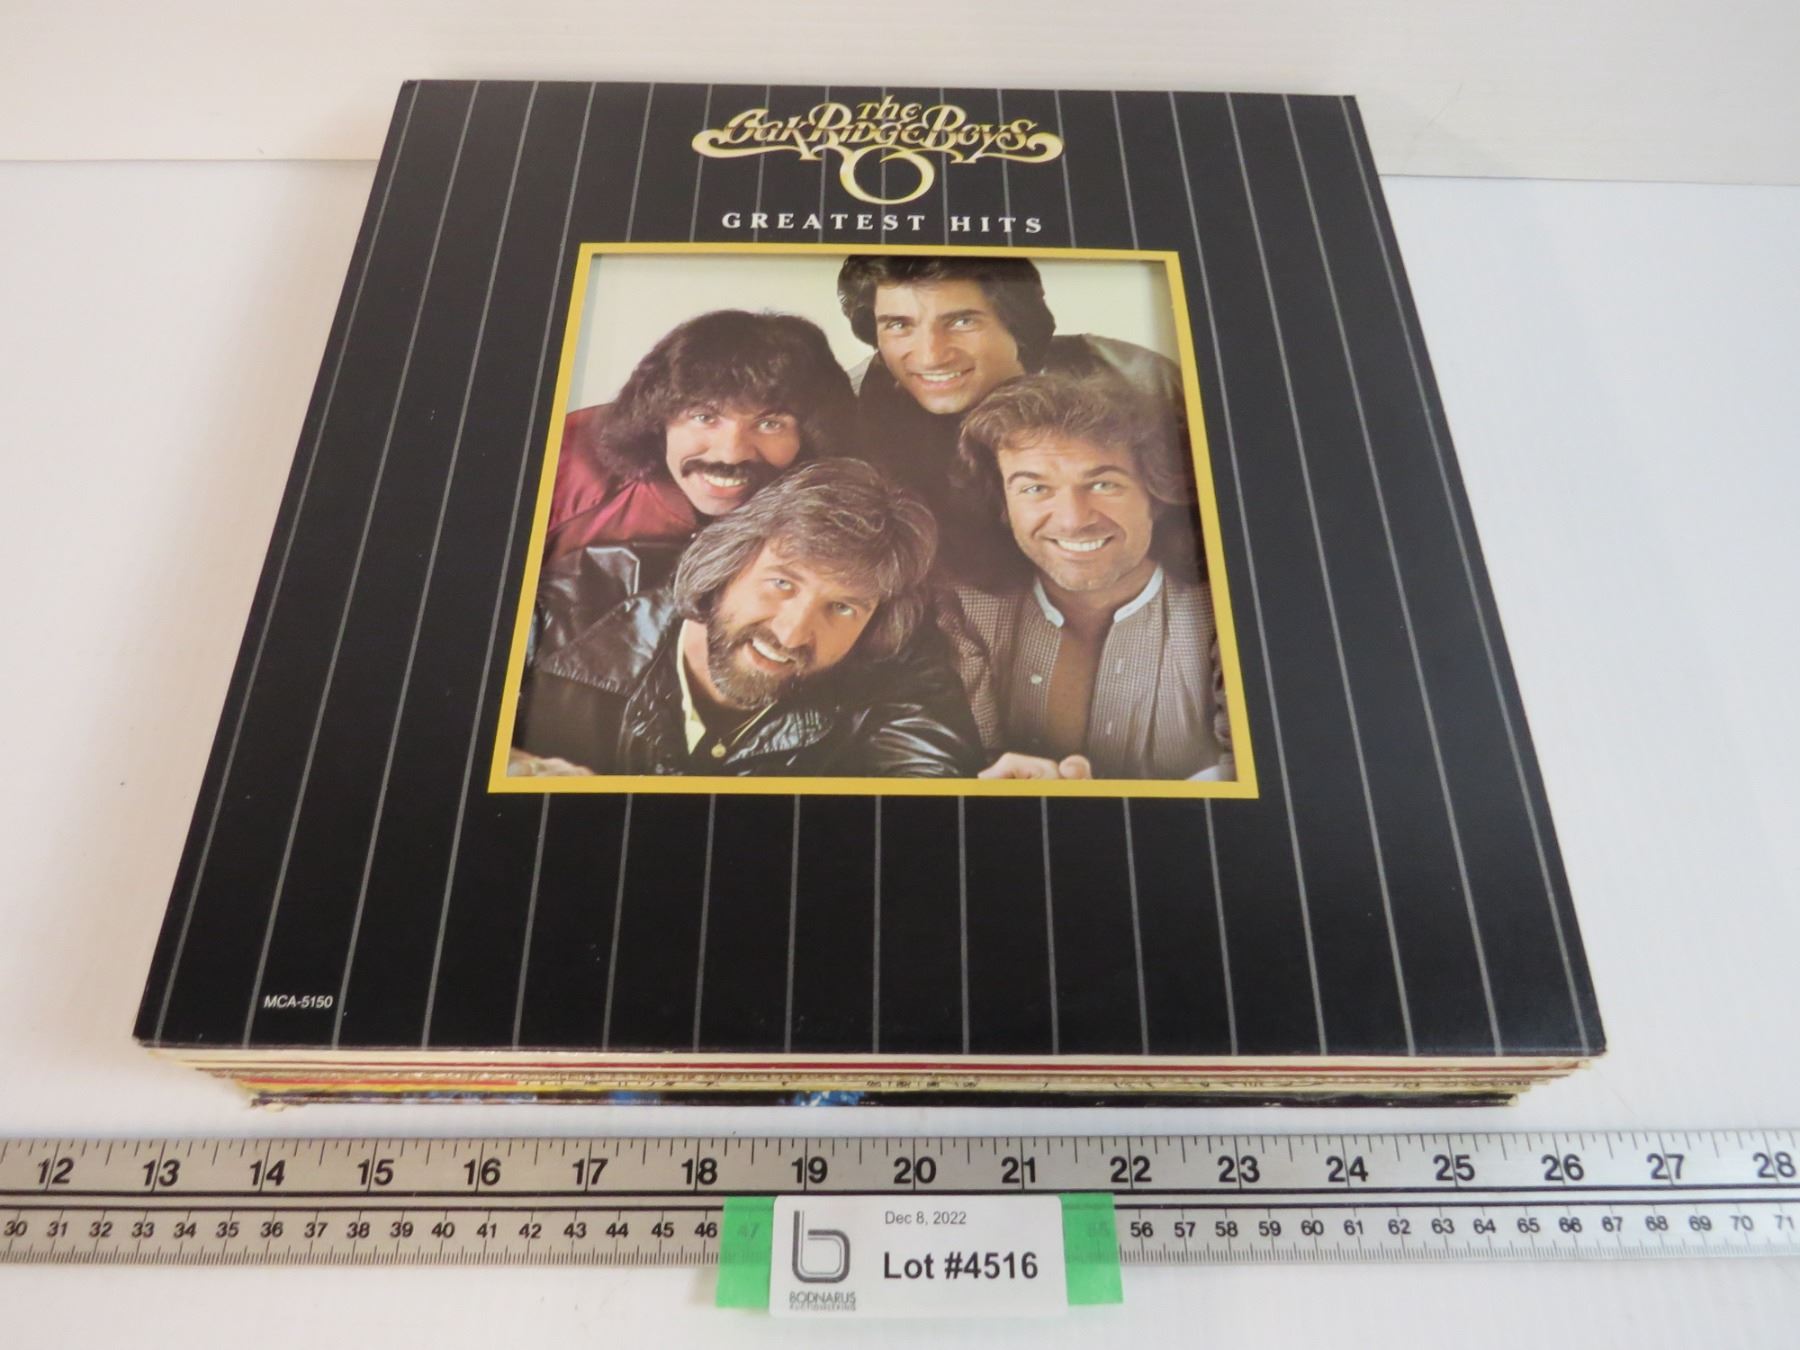 The
Oak Ridge Boys
GREATEST HITS
MCA-5150
12 13 14 15 16 17 18 19 20 21 22 23 24 25 26 27 28
30 31 32 33 34 35 36 37 38 39 40 41 42 43 44 45 46 47 55 56 57 58 59 60 61 62 63 64 65 66 67 68 69 70 71
Dec 8, 2022
Lot #4516
b
BODNARUS
AUCTIONEERING